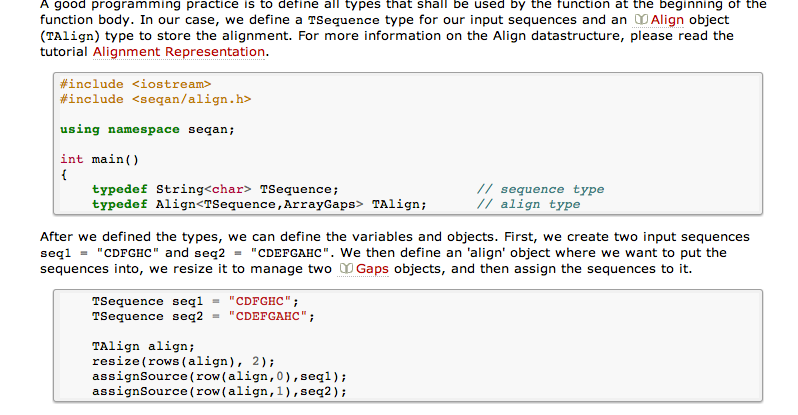 A good programming practice is to define all types that shall be used by the function at the beginning of the
function body. In our case, we define a TSequence type for our input sequences and an Align object
(TAlign) type to store the alignment. For more information on the Align datastructure, please read the
tutorial Alignment Representation.
#include <iostream>
#include <seqan/align.h>
using namespace seqan;
int main()
{
typedef String<char> TSequence; // sequence type
typedef Align<TSequence,ArrayGaps> TAlign; // align type
After we defined the types, we can define the variables and objects. First, we create two input sequences
seq1 = "CDFGHC" and seq2 = "CDEFGAHC". We then define an 'align' object where we want to put the
sequences into, we resize it to manage two Gaps objects, and then assign the sequences to it.
TSequence seq1 = "CDFGHC";
TSequence seq2 = "CDEFGAHC";
TAlign align;
resize(rows(align), 2);
assignSource(row(align,0),seq1);
assignSource(row(align,1),seq2);